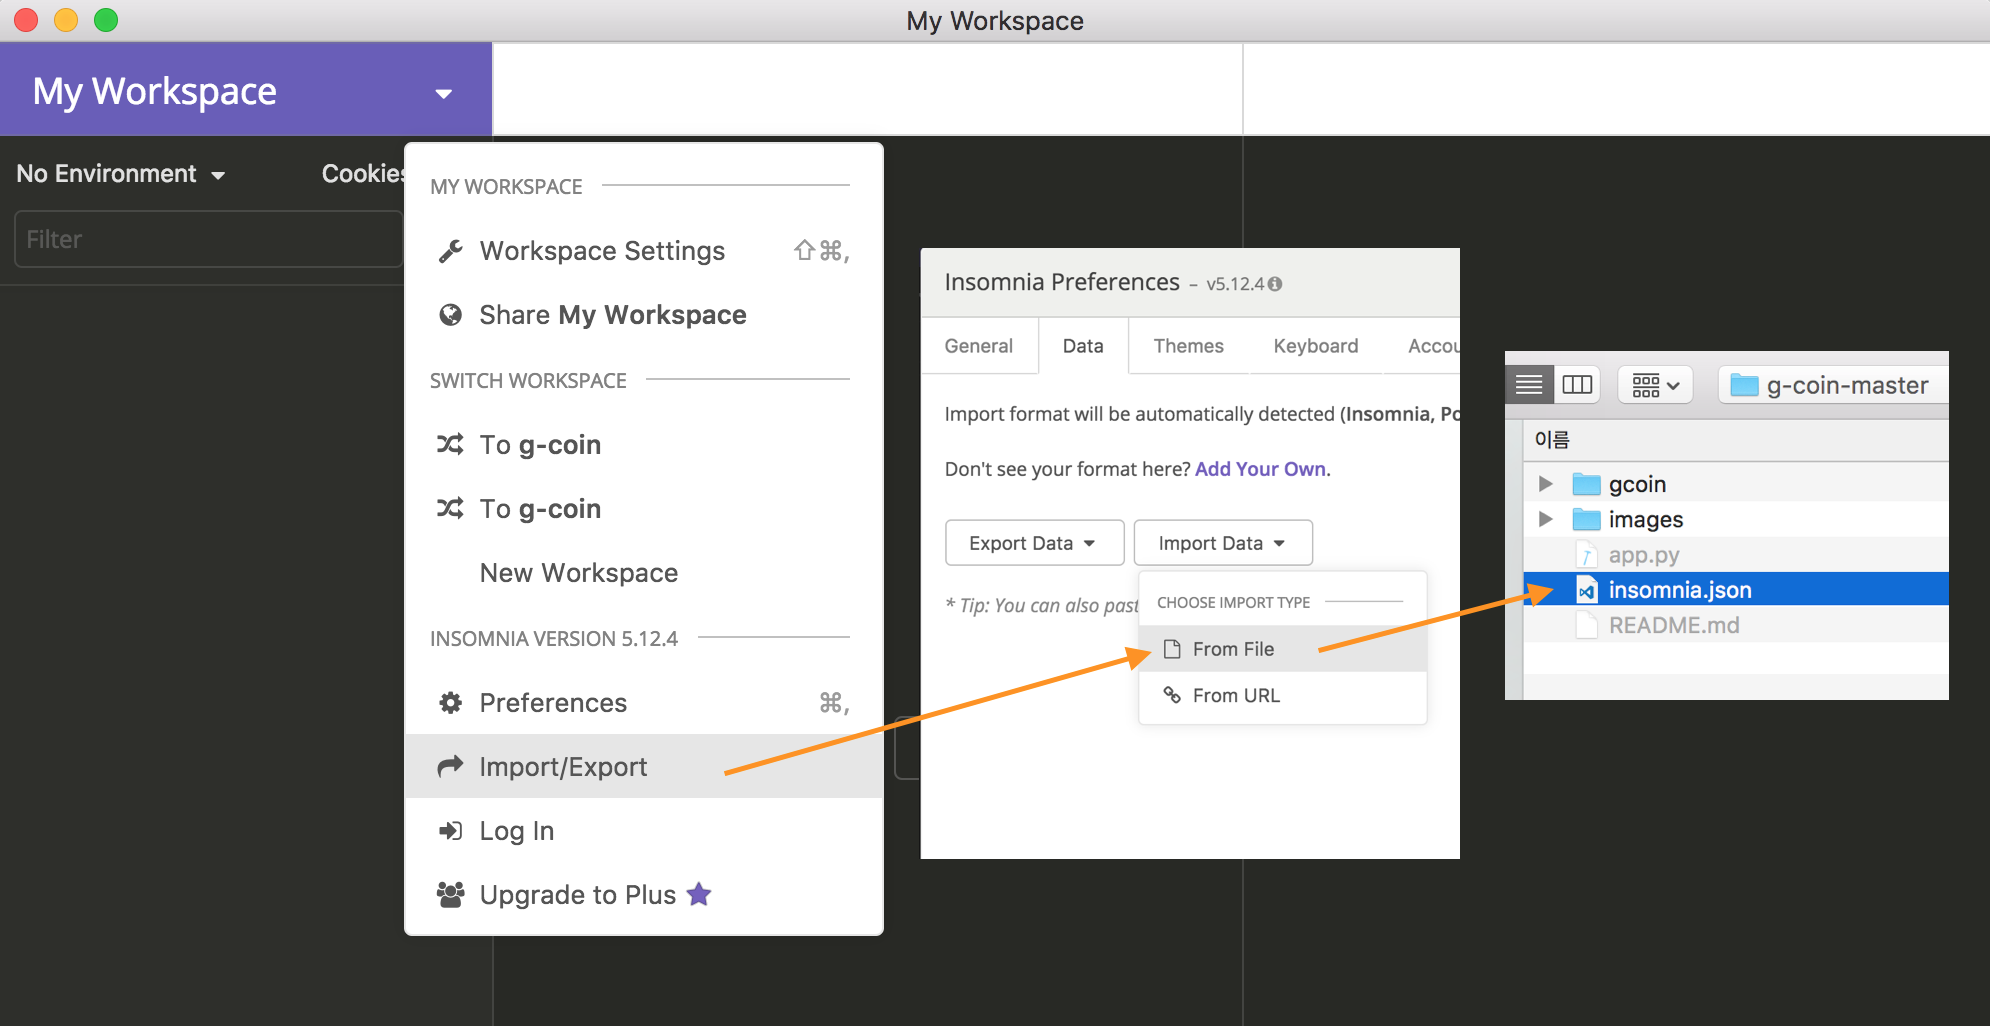 My Workspace
My Workspace
No Environment
Cookies
Filter
MY WORKSPACE
Workspace Settings ⇧⌘,
Share My Workspace
SWITCH WORKSPACE
To g-coin
To g-coin
New Workspace
INSOMNIA VERSION 5.12.4
Preferences ⌘,
Import/Export
Log In
Upgrade to Plus
Insomnia Preferences – v5.12.4
General Data Themes Keyboard Accou
Import format will be automatically detected (Insomnia, Po
Don't see your format here? Add Your Own.
Export Data Import Data
* Tip: You can also past
CHOOSE IMPORT TYPE
From File
From URL
g-coin-master
이름
gcoin
images
app.py
insomnia.json
README.md